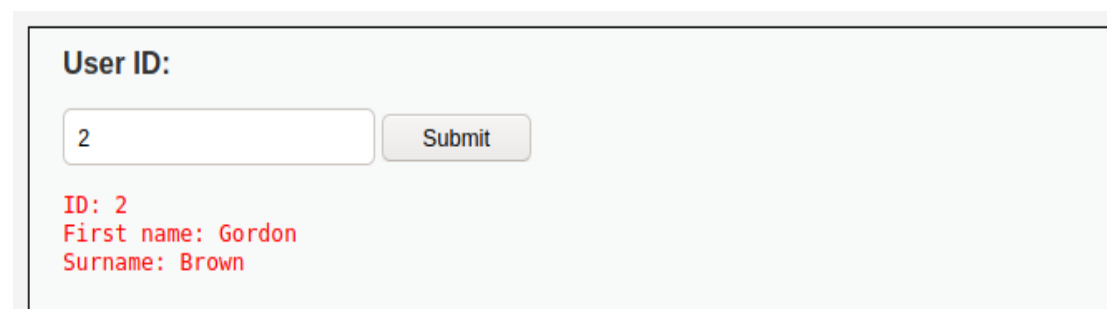 User ID:
2 Submit
ID: 2
First name: Gordon
Surname: Brown